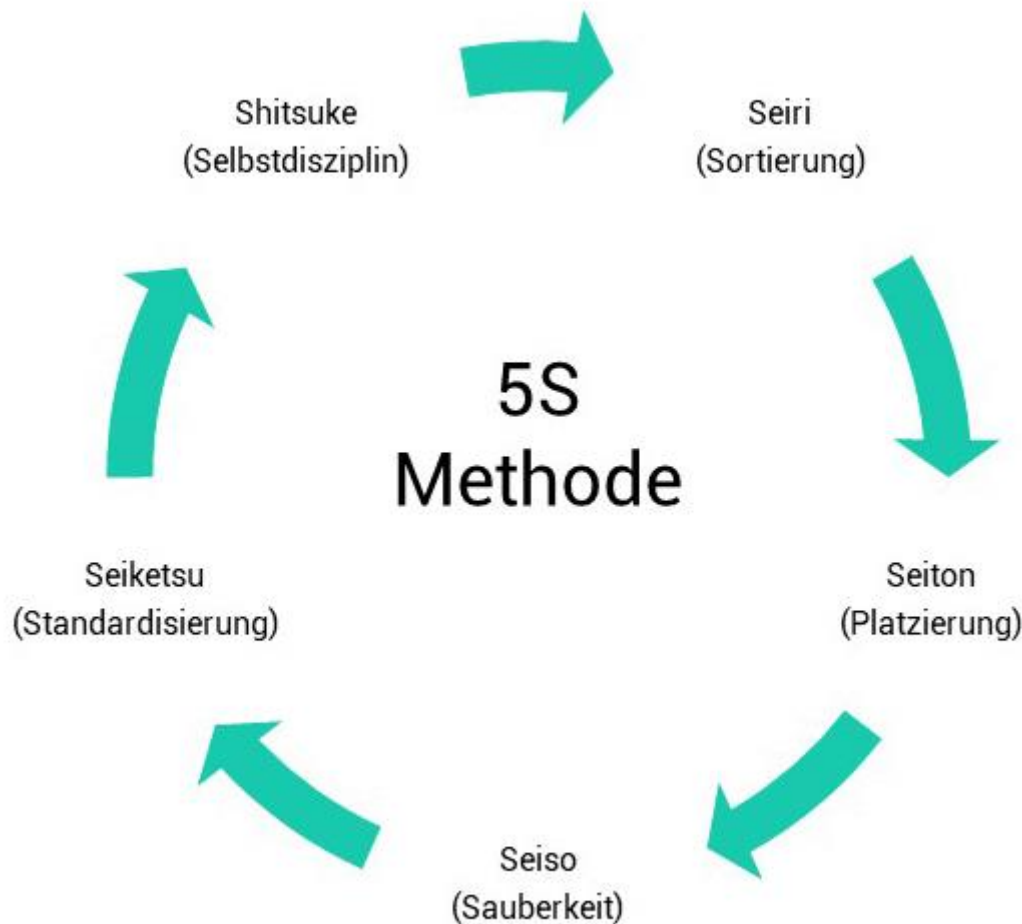 5S
Methode
Seiri
(Sortierung)
Seiton
(Platzierung)
Seiso
(Sauberkeit)
Seiketsu
(Standardisierung)
Shitsuke
(Selbstdisziplin)